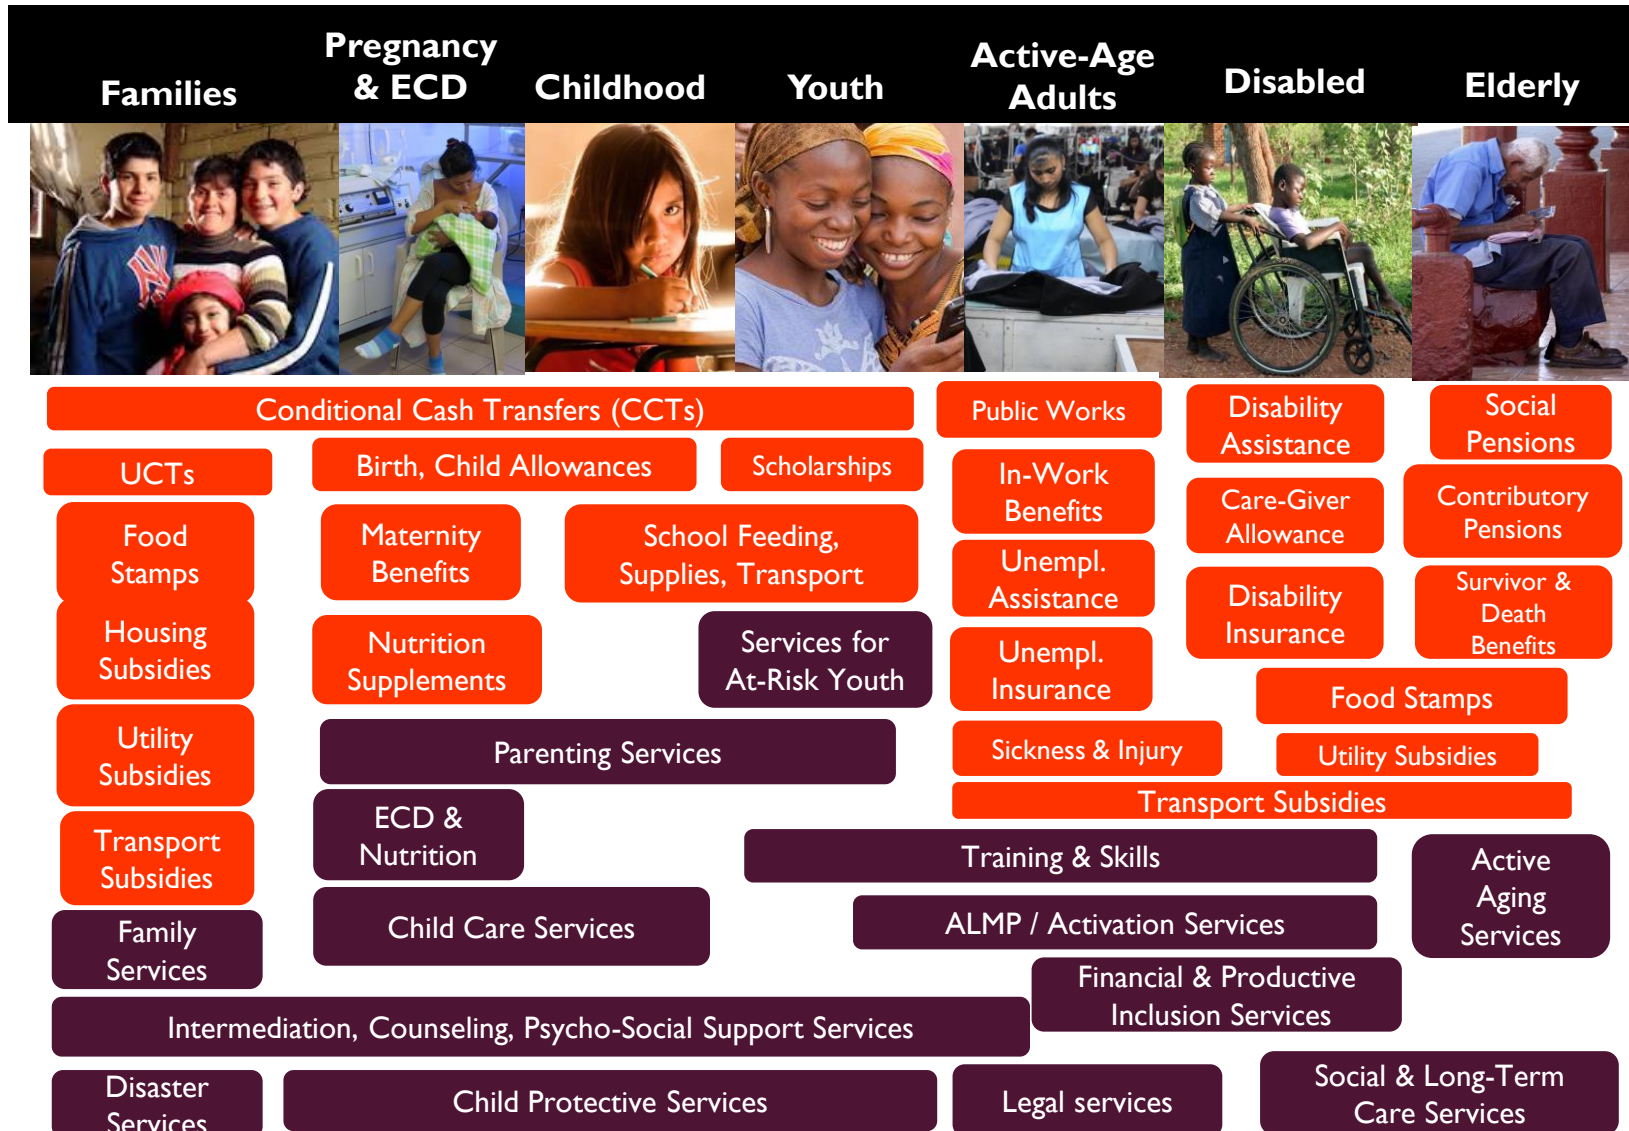 Families
Pregnancy
& ECD
Childhood
Youth
Active-Age
Adults
Disabled
Elderly
Conditional Cash Transfers (CCTs)
Public Works
Disability
Assistance
Social
Pensions
UCTs
Birth, Child Allowances
Scholarships
In-Work
Benefits
Care-Giver
Allowance
Contributory
Pensions
Food
Stamps
Maternity
Benefits
School Feeding,
Supplies, Transport
Unempl.
Assistance
Disability
Insurance
Survivor &
Death
Benefits
Housing
Subsidies
Nutrition
Supplements
Services for
At-Risk Youth
Unempl.
Insurance
Food Stamps
Utility
Subsidies
Parenting Services
Sickness & Injury
Utility Subsidies
Transport Subsidies
Transport
Subsidies
ECD &
Nutrition
Training & Skills
Active
Aging
Services
Family
Services
Child Care Services
ALMP / Activation Services
Financial & Productive
Inclusion Services
Intermediation, Counseling, Psycho-Social Support Services
Disaster
Services
Child Protective Services
Legal services
Social & Long-Term
Care Services